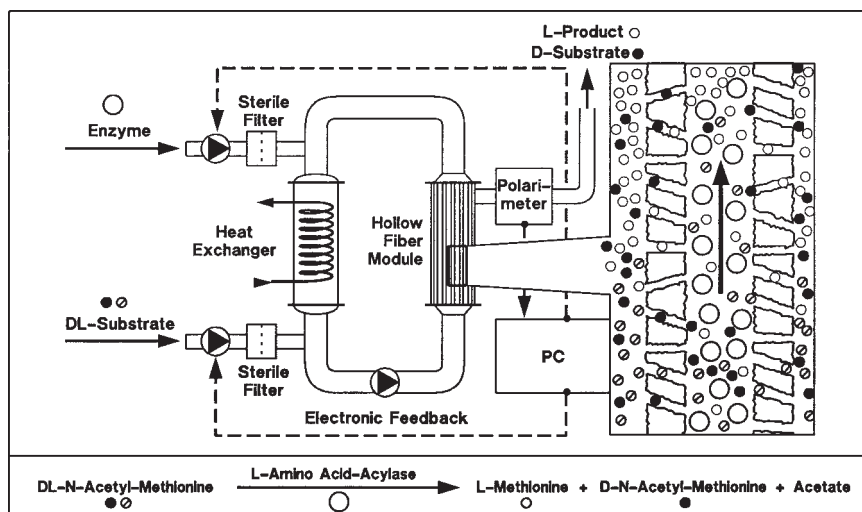 L-Product
D-Substrate
Enzyme
Sterile
Filter
Polari-
meter
Heat
Exchanger
Hollow
Fiber
Module
DL-Substrate
Sterile
Filter
PC
Electronic Feedback
DL-N-Acetyl-Methionine
L-Amino Acid-Acylase
L-Methionine + D-N-Acetyl-Methionine + Acetate